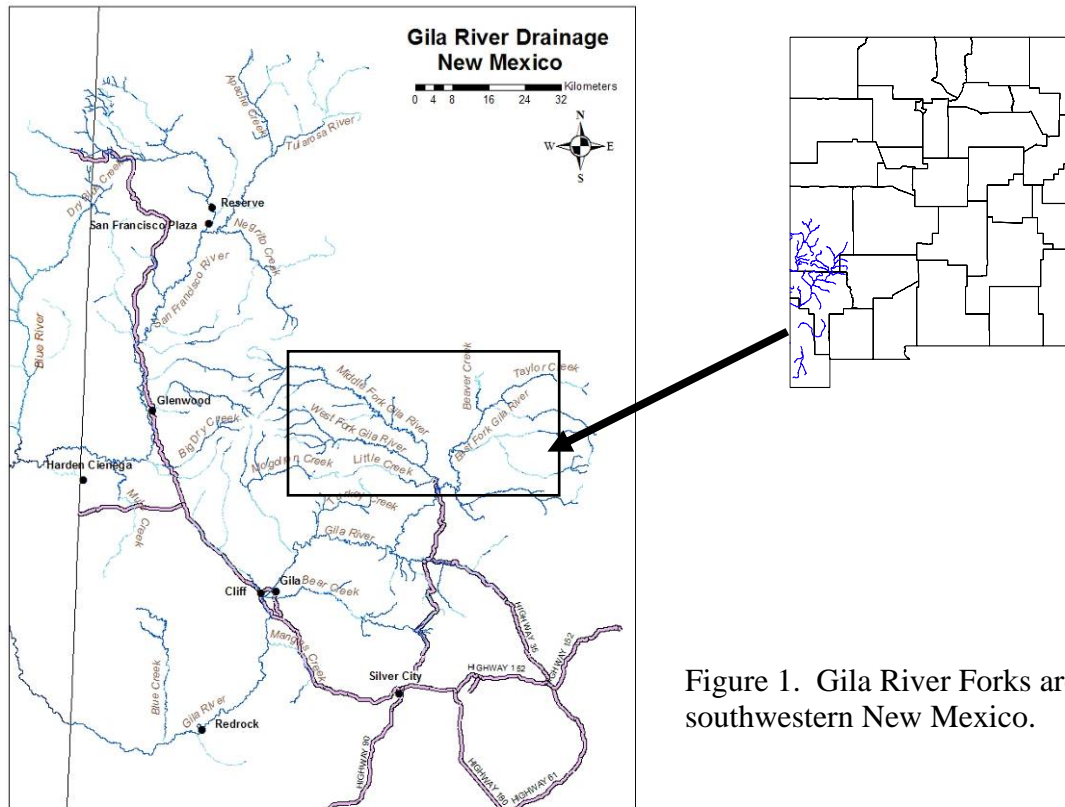 Gila River Drainage
New Mexico
Kilometers
0 4 8 16 24 32
N
W E
S
Apache Creek
Tularosa River
Dry Blue Creek
Reserve
San Francisco Plaza
Negrito Creek
San Francisco River
Blue River
Middle Fork Gila River
Beaver Creek
Taylor Creek
Glenwood
West Fork Gila River
East Fork Gila River
Big Dry Creek
Harden Cienega
Mogollon Creek
Little Creek
Creek
Mule
Creek
Gila River
Gila
Bear Creek
Cliff
HIGHWAY 35
HIGHWAY 152
Mangas Creek
HIGHWAY 152
Silver City
Blue Creek
Gila River
Redrock
HIGHWAY 90
HIGHWAY 180
HIGHWAY 61
Figure 1. Gila River Forks ar
southwestern New Mexico.